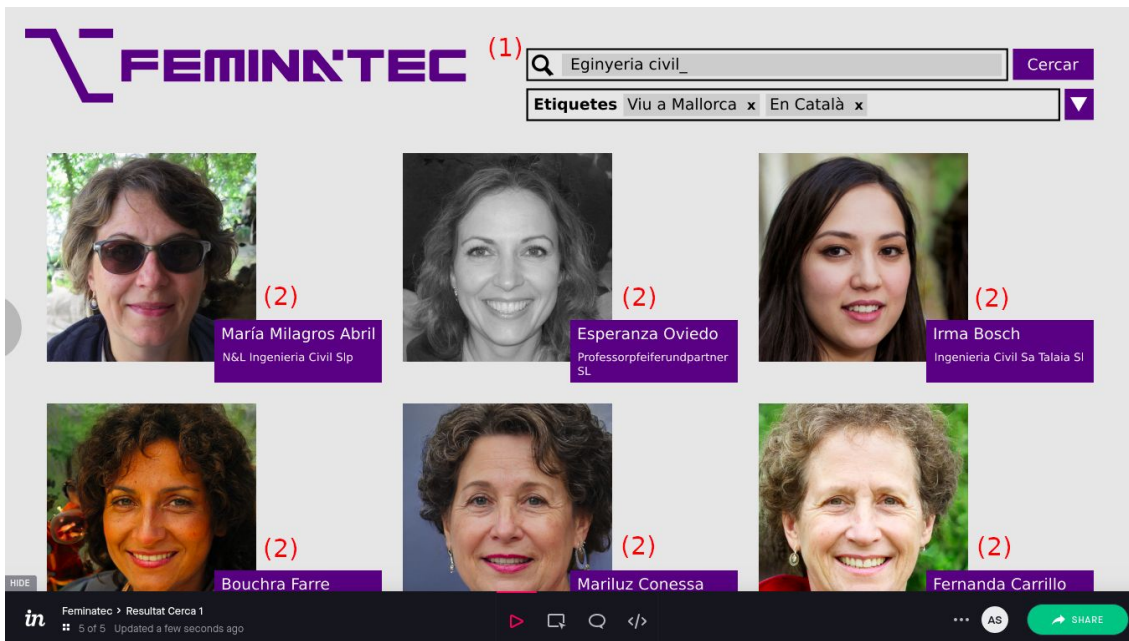 FEMINATEC
(1)
Eginyeria civil_
Cercar
Etiquetes Viu a Mallorca x En Català x
(2)
María Milagros Abril
N&L Ingenieria Civil Slp
(2)
Esperanza Oviedo
Professorpfeiferundpartner
SL
(2)
Irma Bosch
Ingenieria Civil Sa Talaia Sl
(2)
Bouchra Farre
(2)
Mariluz Conessa
(2)
Fernanda Carrillo
HIDE
in
Feminatec > Resultat Cerca 1
5 of 5 Updated a few seconds ago
</>
AS
SHARE